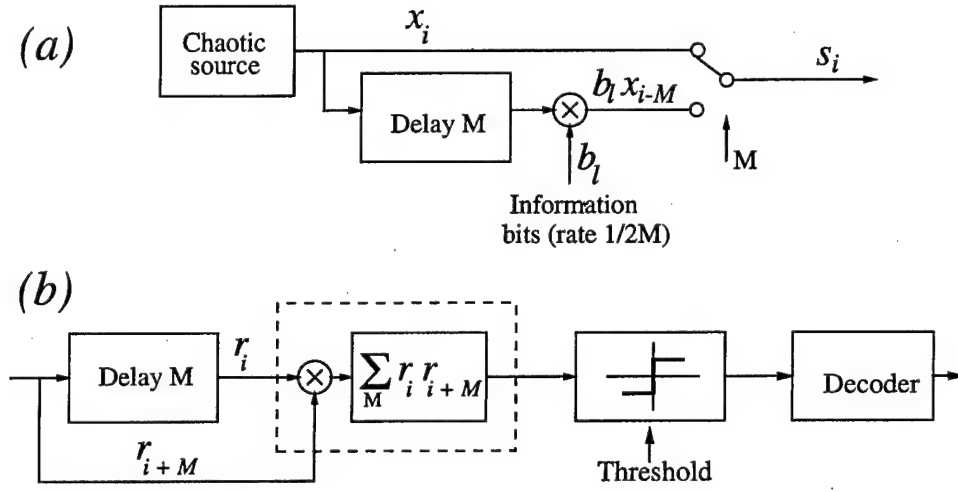 (a)
Chaotic
source
x_i
s_i
Delay M
b_l x_{i-M}
b_l
M
Information
bits (rate 1/2M)
(b)
Delay M
r_i
∑_M r_i r_{i+M}
Decoder
r_{i+M}
Threshold